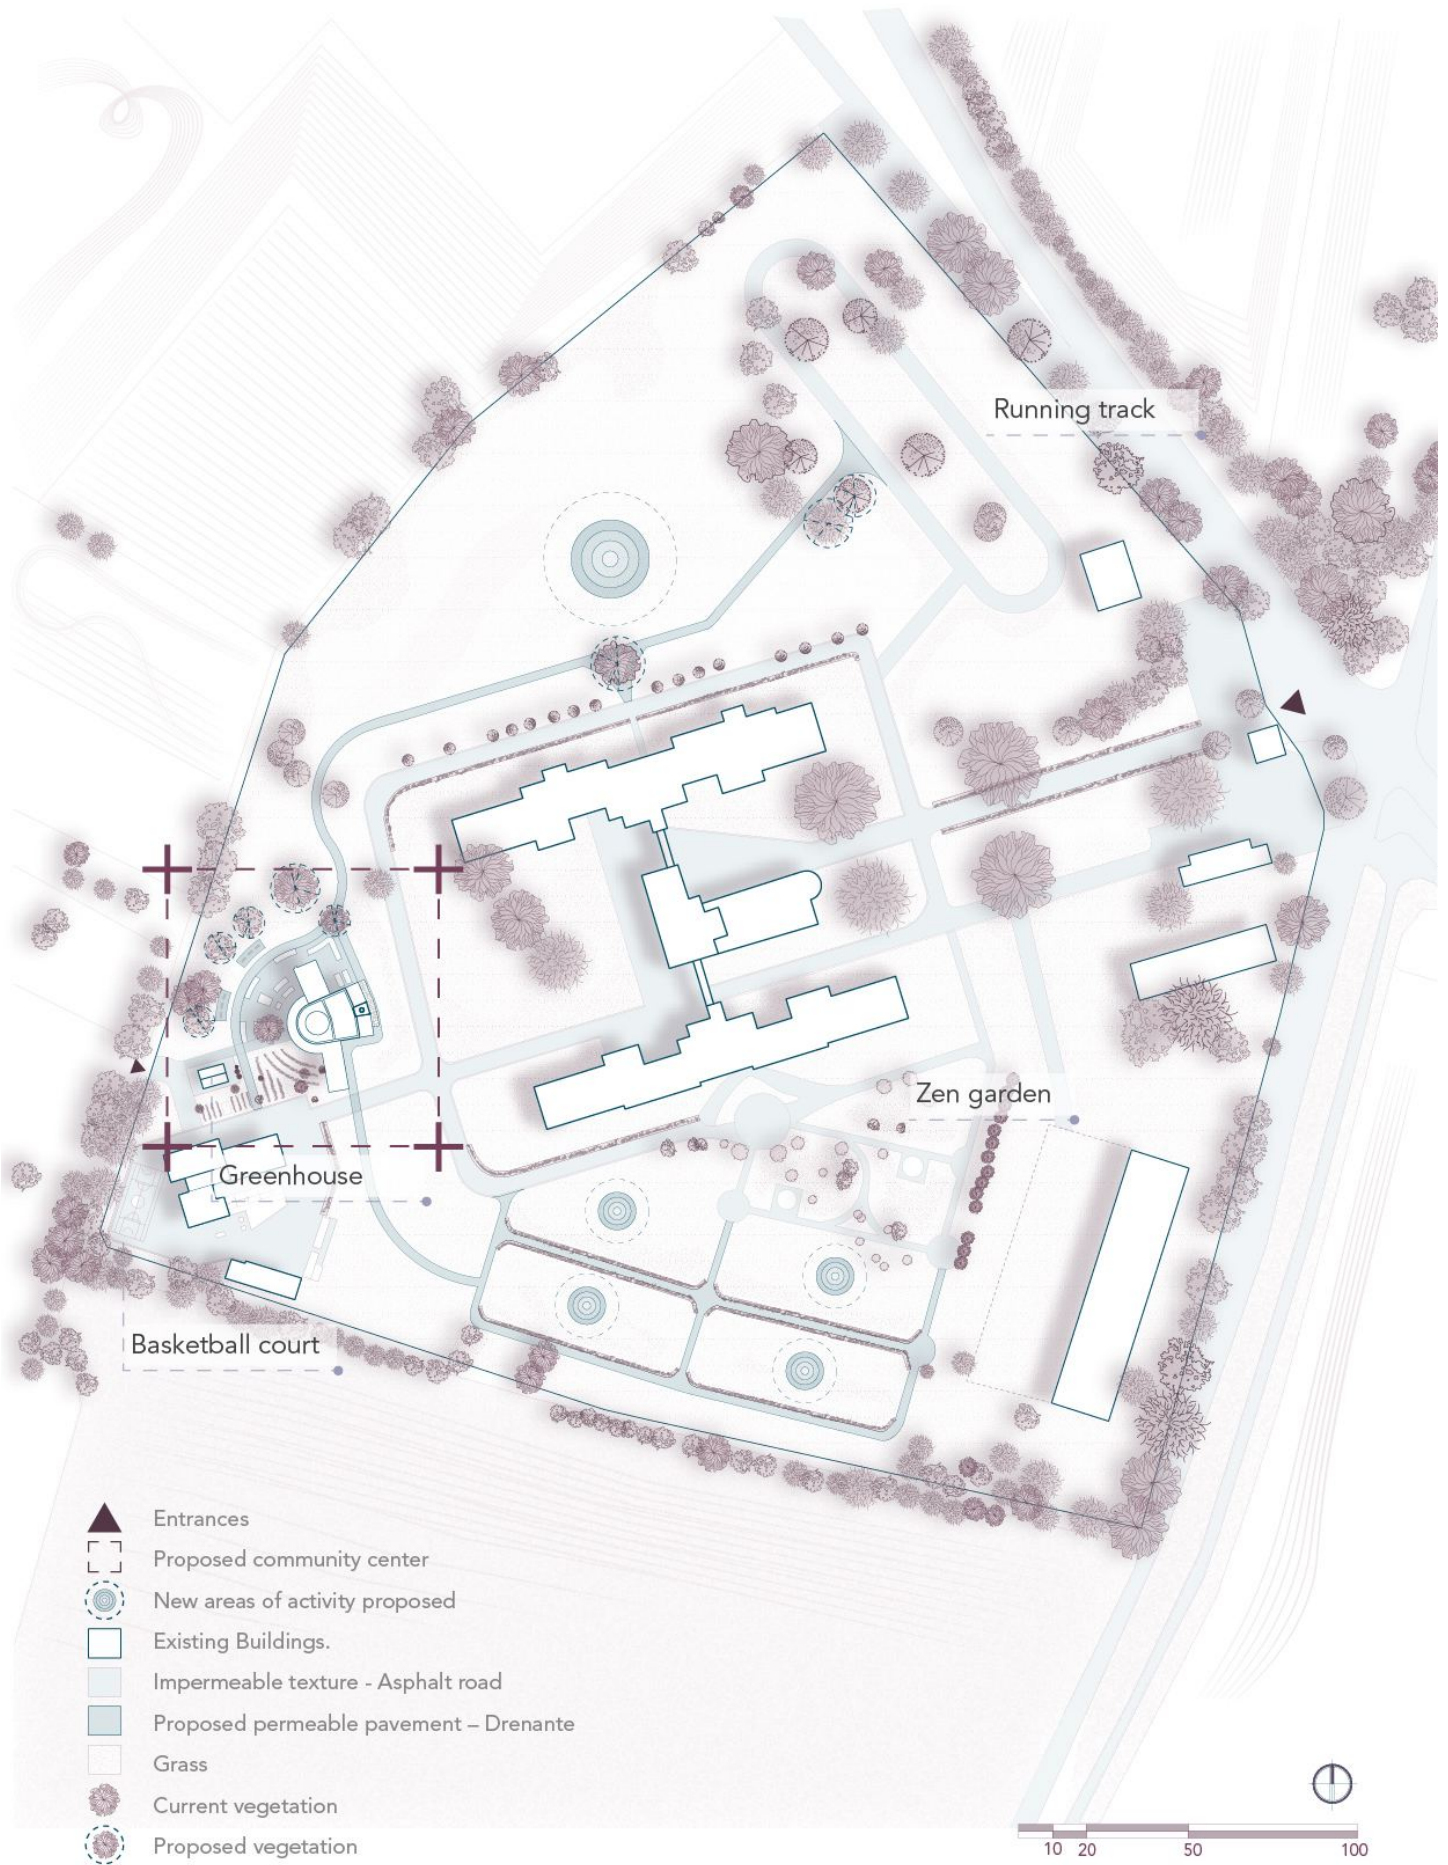 Running track
Zen garden
Greenhouse
Basketball court
Entrances
Proposed community center
New areas of activity proposed
Existing Buildings.
Impermeable texture - Asphalt road
Proposed permeable pavement – Drenante
Grass
Current vegetation
Proposed vegetation
10 20 50 100